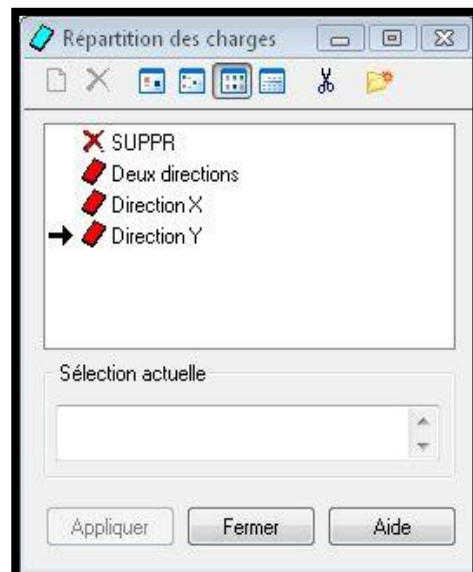 Répartition des charges
SUPPR
Deux directions
Direction X
Direction Y
Sélection actuelle
Appliquer
Fermer
Aide